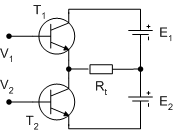 T₁
V₁
E₁
Rₜ
V₂
E₂
T₂